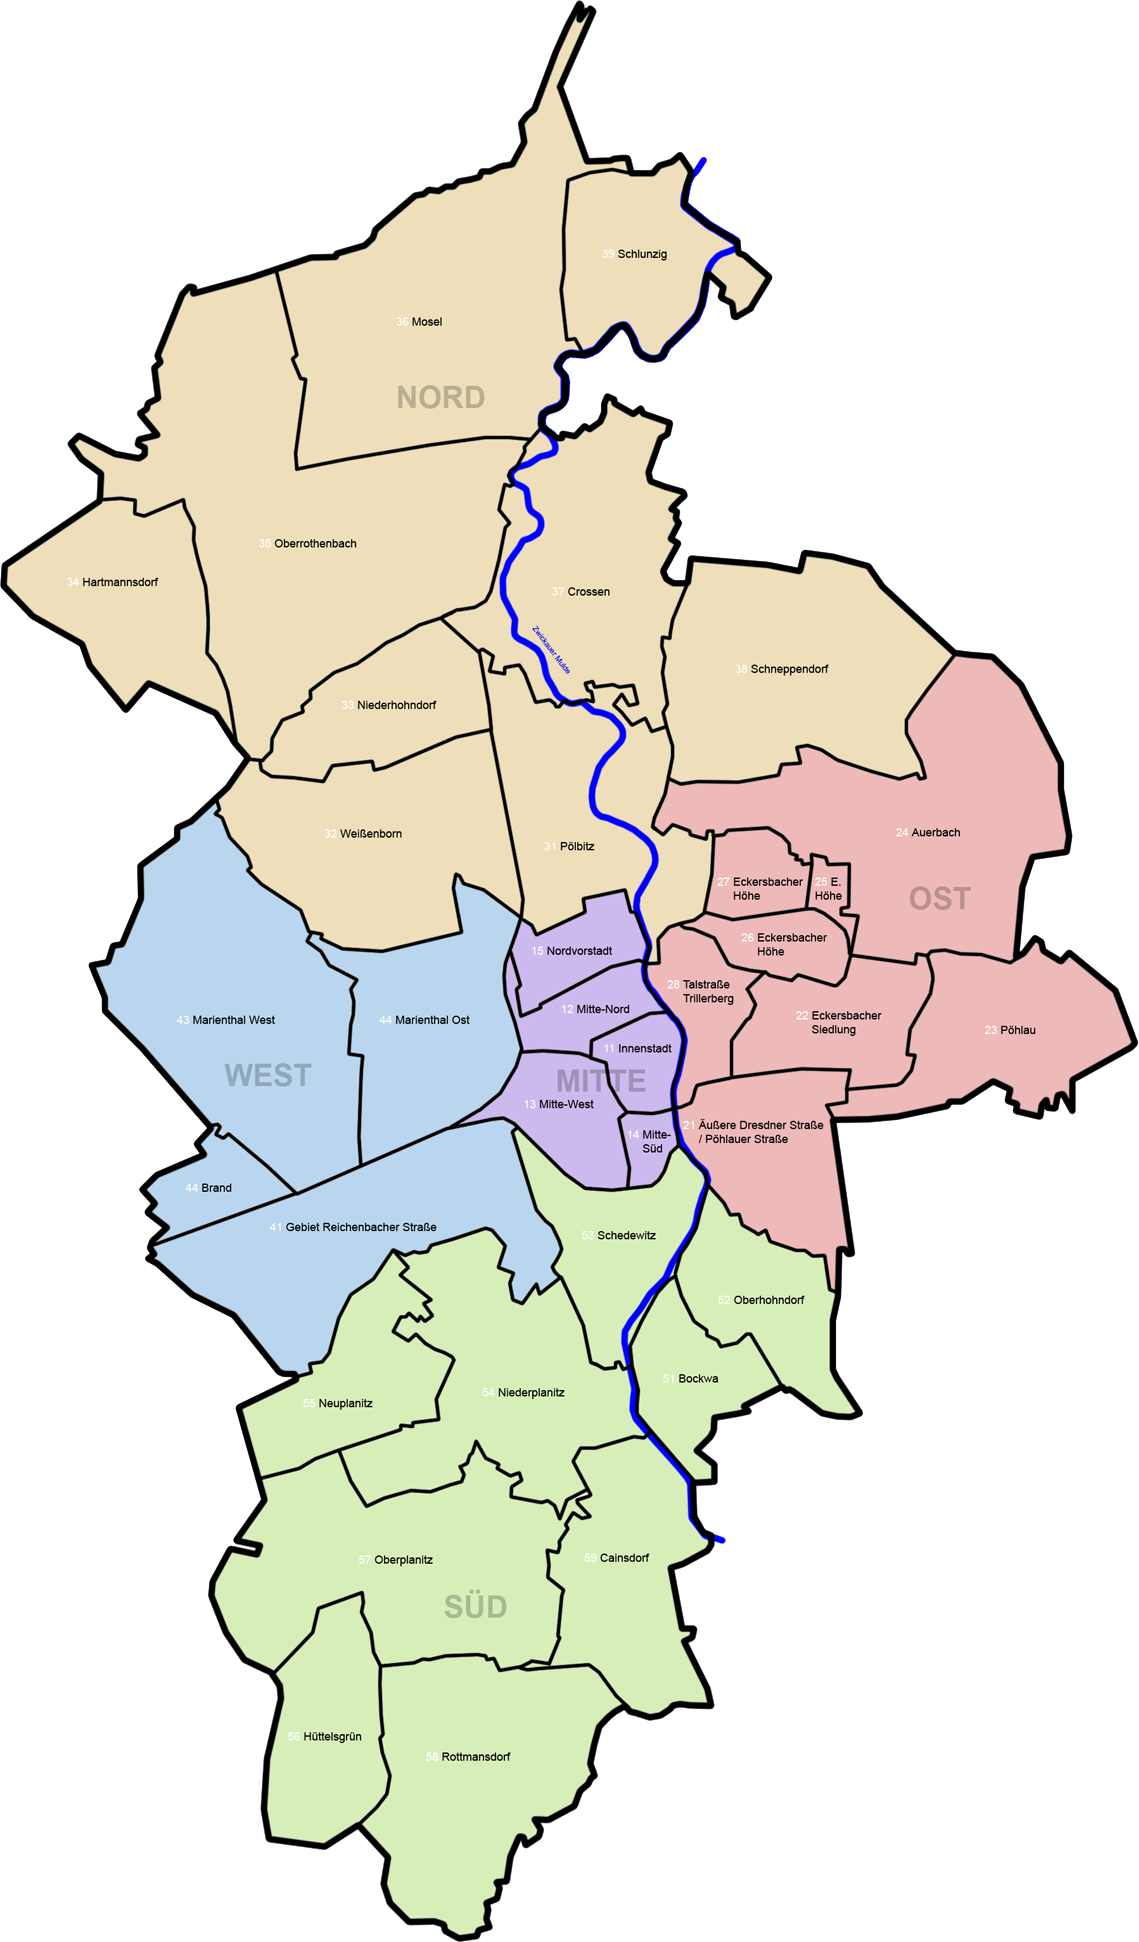 39 Schlunzig
36 Mosel
NORD
35 Oberrothenbach
34 Hartmannsdorf
37 Crossen
Zwickauer Mulde
38 Schneppendorf
33 Niederhohndorf
32 Weißenborn
31 Pölbitz
24 Auerbach
27 Eckersbacher
Höhe
25 E.
Höhe
OST
26 Eckersbacher
Höhe
15 Nordvorstadt
28 Talstraße
Trillerberg
12 Mitte-Nord
22 Eckersbacher
Siedlung
23 Pöhlau
43 Marienthal West
44 Marienthal Ost
11 Innenstadt
WEST
MITTE
13 Mitte-West
21 Äußere Dresdner Straße
/ Pöhlauer Straße
14 Mitte-
Süd
44 Brand
41 Gebiet Reichenbacher Straße
53 Schedewitz
52 Oberhohndorf
51 Bockwa
54 Niederplanitz
55 Neuplanitz
57 Oberplanitz
59 Cainsdorf
SÜD
56 Hüttelsgrün
58 Rottmansdorf